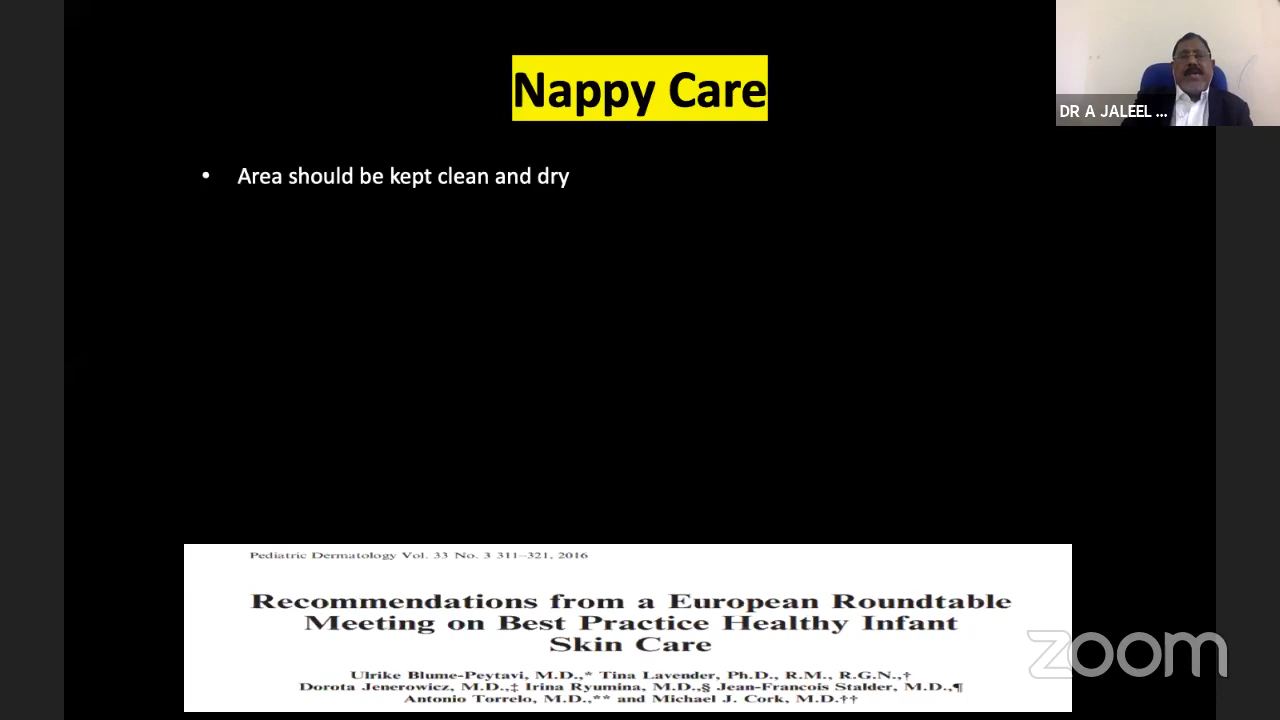 Nappy Care
DR A JALEEL ...
• Area should be kept clean and dry
Pediatric Dermatology Vol. 33 No. 3 311–321, 2016
Recommendations from a European Roundtable
Meeting on Best Practice Healthy Infant
Skin Care
Ulrike Blume-Peytavi, M.D.,* Tina Lavender, Ph.D., R.M., R.G.N.,†
Dorota Jenerowicz, M.D.,‡ Irina Ryumina, M.D.,§ Jean-Francois Stalder, M.D.,¶
Antonio Torrelo, M.D.,** and Michael J. Cork, M.D.††
zoom